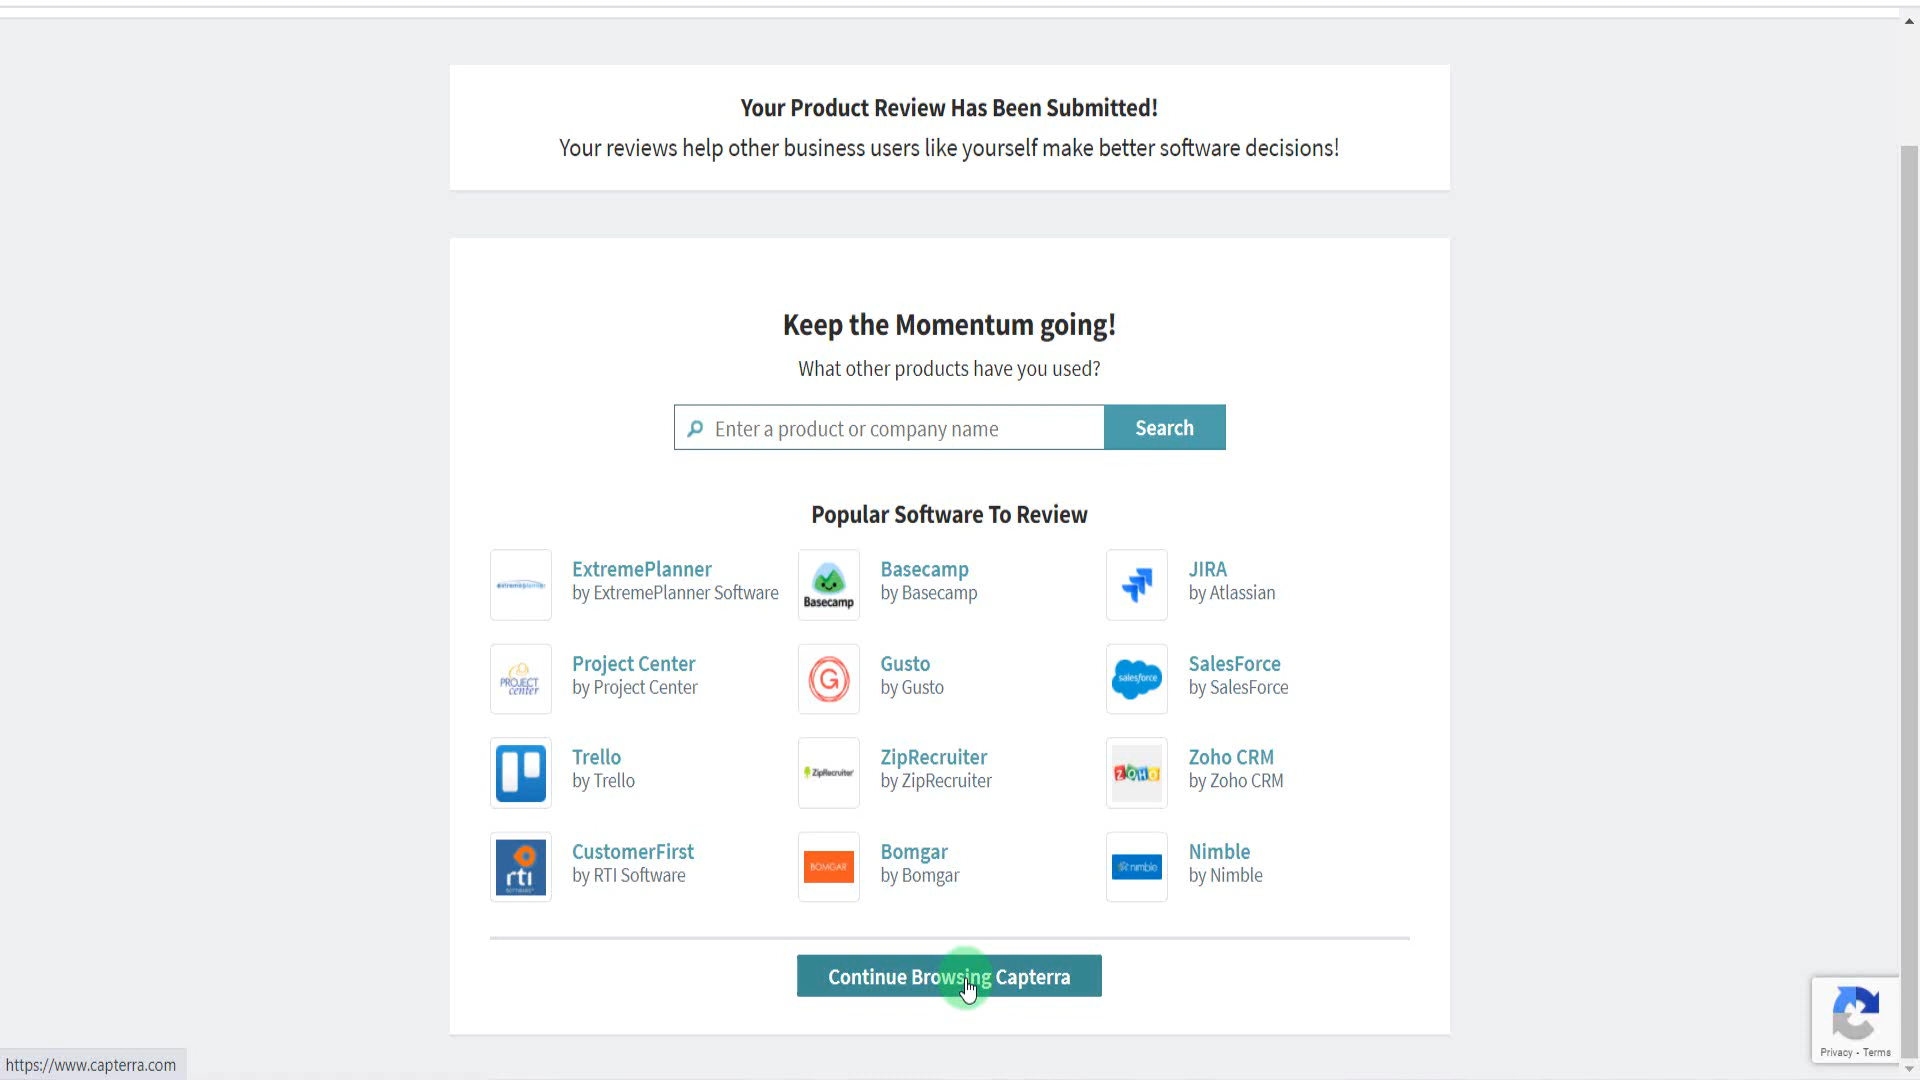 Your Product Review Has Been Submitted!
Your reviews help other business users like yourself make better software decisions!
Keep the Momentum going!
What other products have you used?
Enter a product or company name
Search
Popular Software To Review
extremeplanner
ExtremePlanner
by ExtremePlanner Software
Basecamp
Basecamp
by Basecamp
JIRA
by Atlassian
PROJECT
center
Project Center
by Project Center
G
Gusto
by Gusto
salesforce
SalesForce
by SalesForce
Trello
by Trello
ZipRecruiter
ZipRecruiter
by ZipRecruiter
ZOHO
Zoho CRM
by Zoho CRM
rti
SOFTWARE
CustomerFirst
by RTI Software
BOMGAR
Bomgar
by Bomgar
nimble
Nimble
by Nimble
Continue Browsing Capterra
Privacy - Terms
https://www.capterra.com